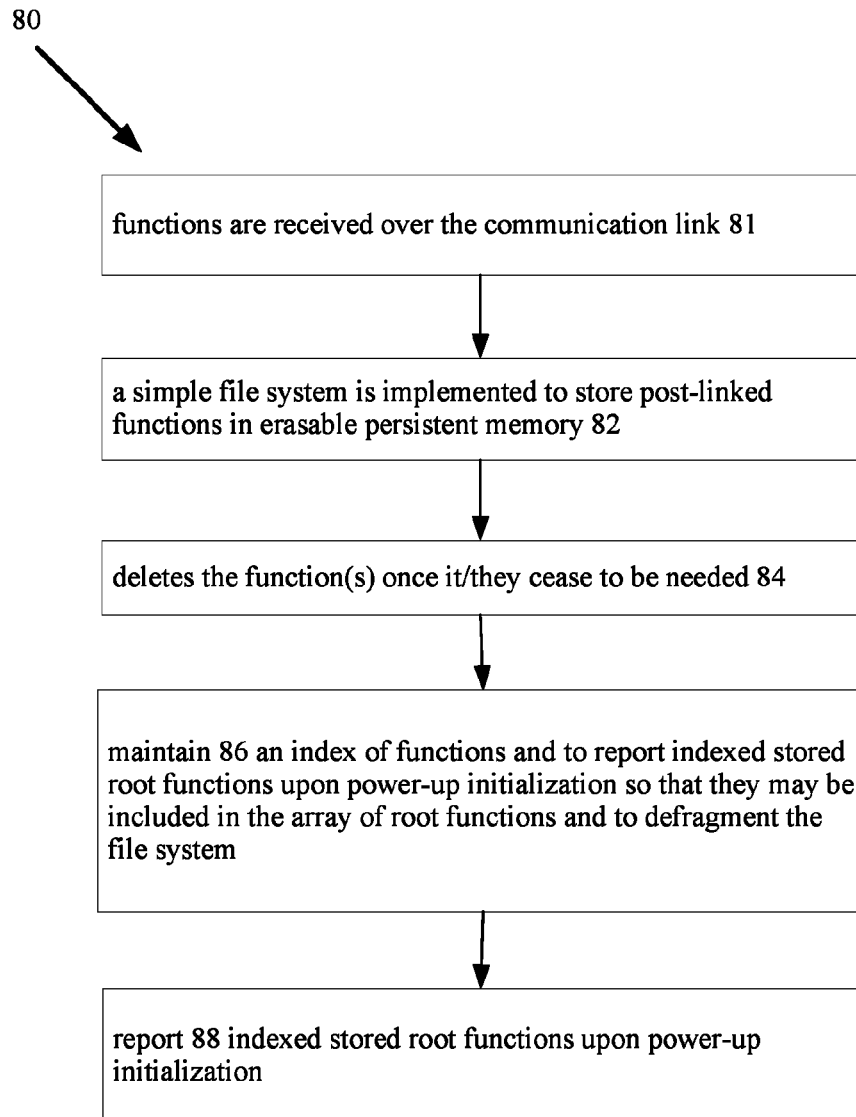 80
functions are received over the communication link 81
a simple file system is implemented to store post-linked
functions in erasable persistent memory 82
deletes the function(s) once it/they cease to be needed 84
maintain 86 an index of functions and to report indexed stored
root functions upon power-up initialization so that they may be
included in the array of root functions and to defragment the
file system
report 88 indexed stored root functions upon power-up
initialization